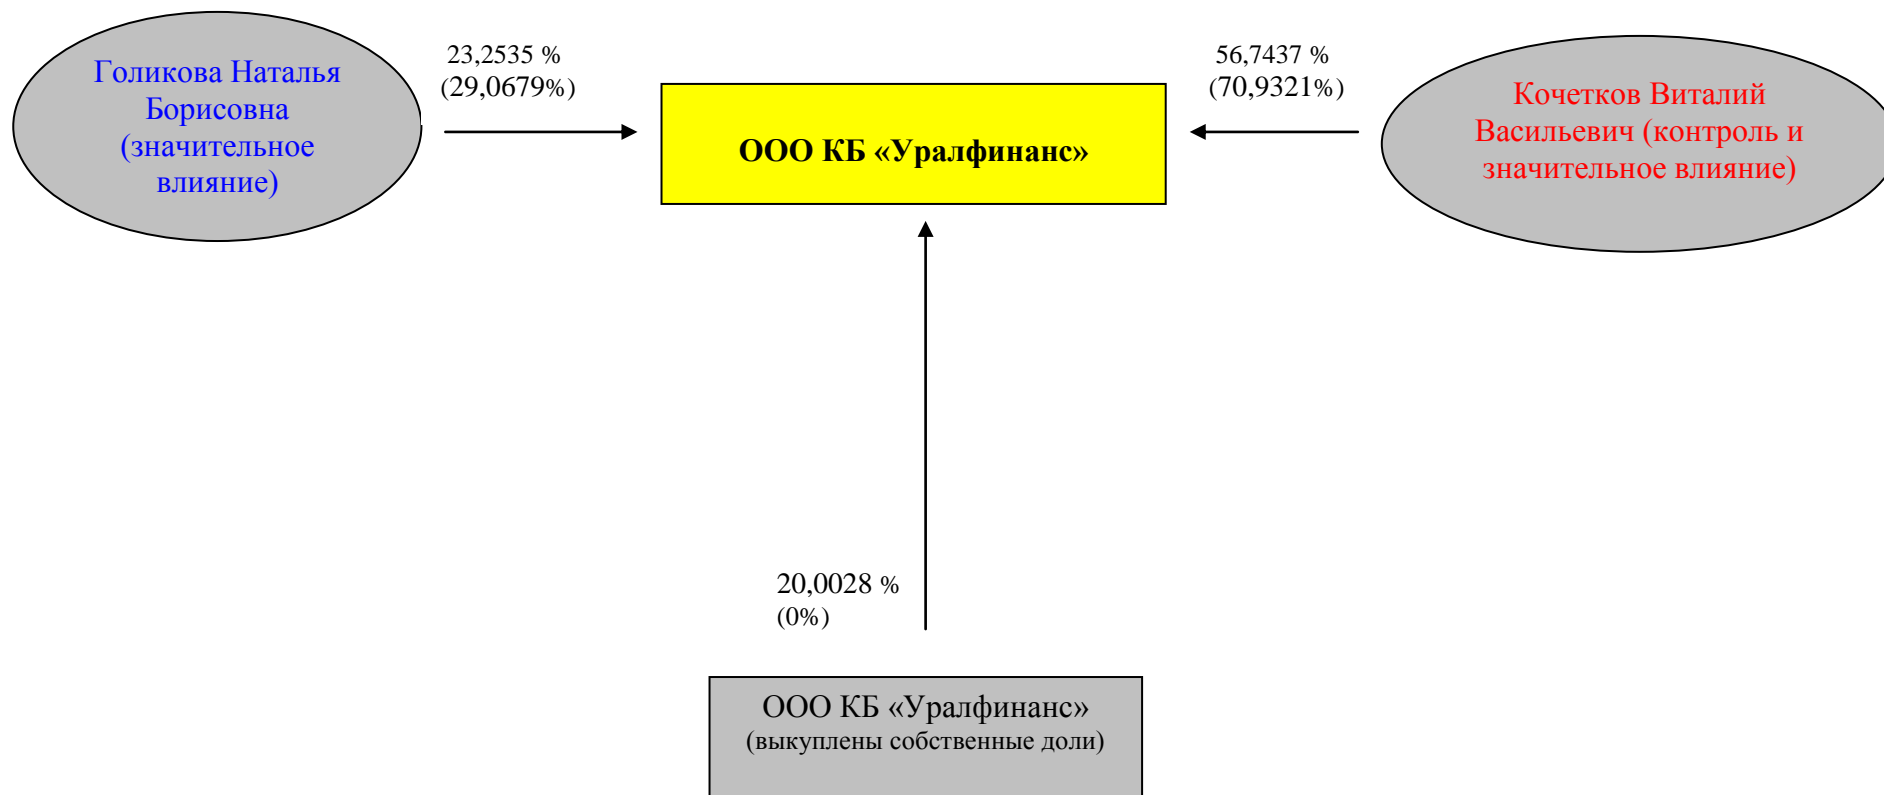 Голикова Наталья
Борисовна
(значительное
влияние)
23,2535 %
(29,0679%)
ООО КБ «Уралфинанс»
56,7437 %
(70,9321%)
Кочетков Виталий
Васильевич (контроль и
значительное влияние)
20,0028 %
(0%)
ООО КБ «Уралфинанс»
(выкуплены собственные доли)